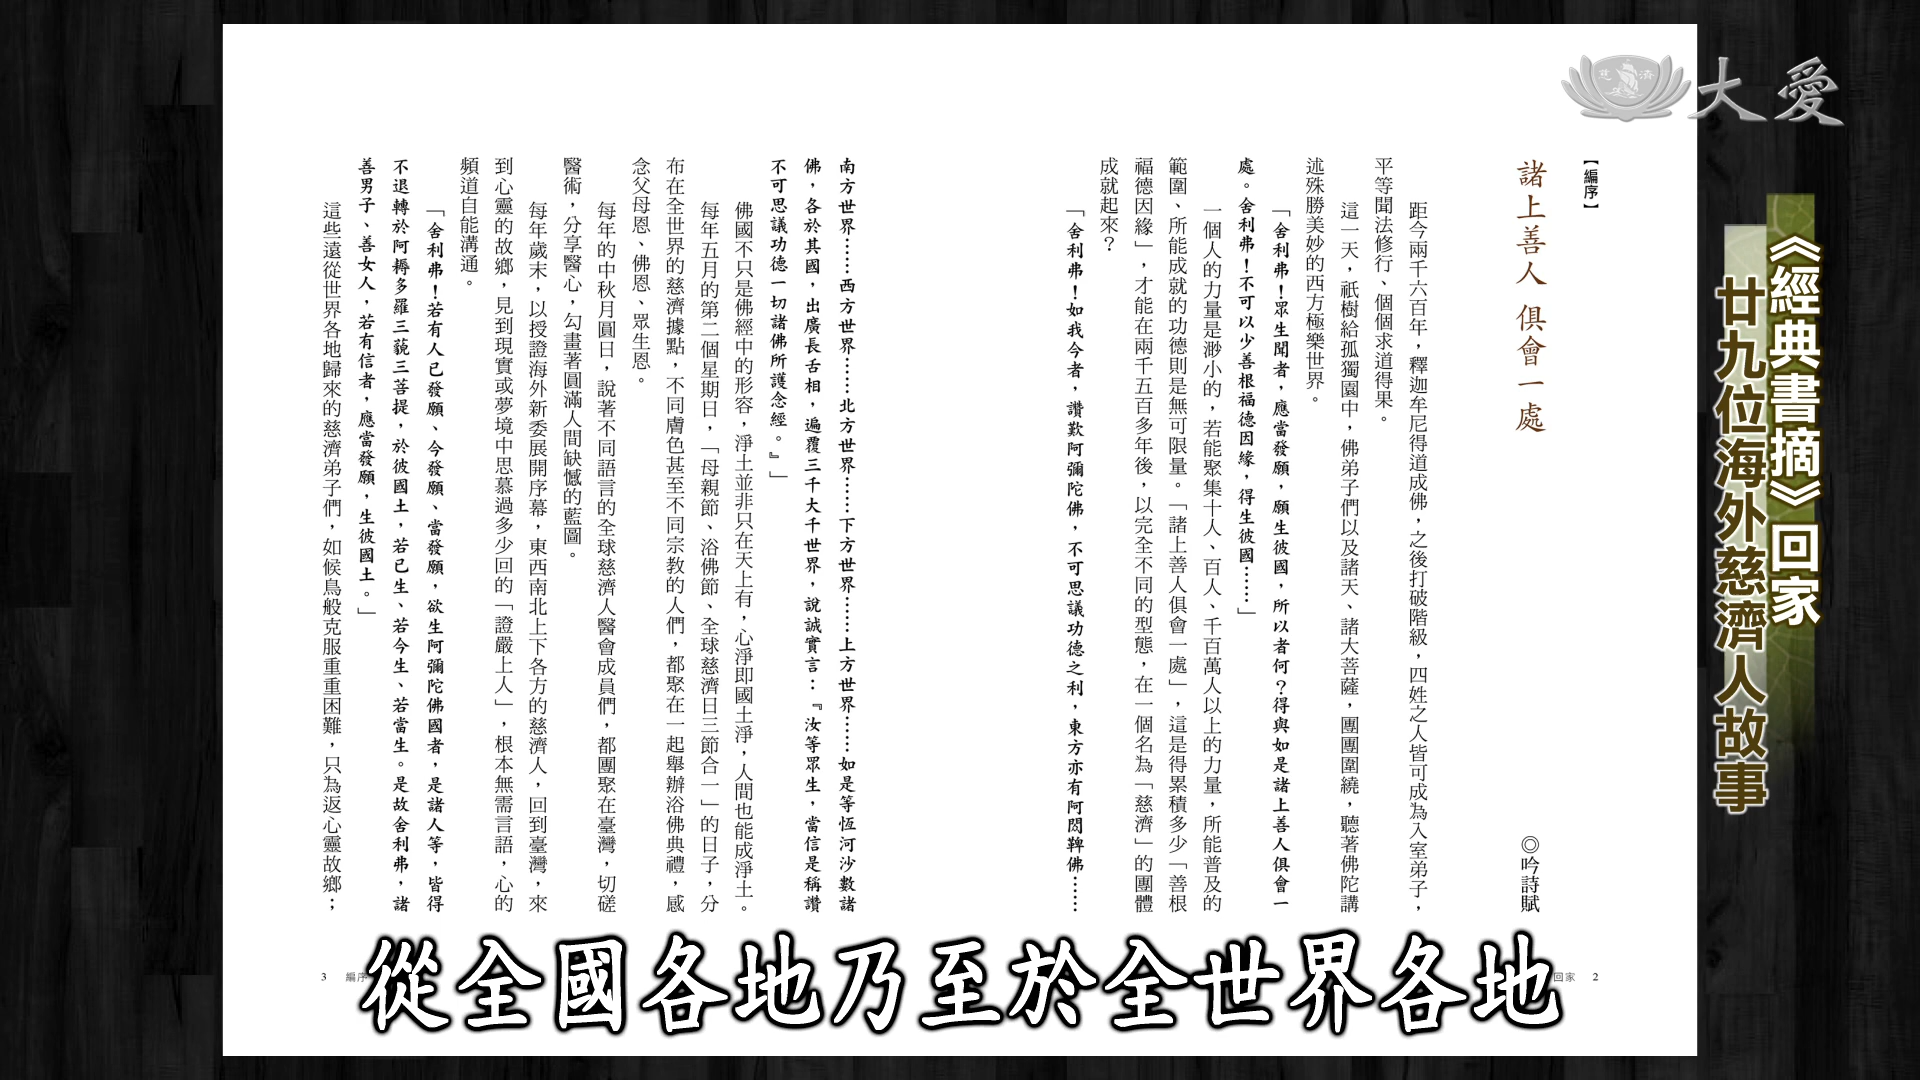 大愛
慈濟
《經典書摘》回家
廿九位海外慈濟人故事
【編序】
諸上善人 俱會一處
◎吟詩賦
距今兩千六百年，釋迦牟尼得道成佛，之後打破階級，四姓之人皆可成為入室弟子，
平等聞法修行、個個求道得果。
這一天，祇樹給孤獨園中，佛弟子們以及諸天、諸大菩薩，團團圍繞，聽著佛陀講
述殊勝美妙的西方極樂世界。
「舍利弗！眾生聞者，應當發願，願生彼國，所以者何？得與如是諸上善人俱會一
處。舍利弗！不可以少善根福德因緣，得生彼國……」
一個人的力量是渺小的，若能聚集十人、百人、千百萬人以上的力量，所能普及的
範圍、所能成就的功德則是無可限量。「諸上善人俱會一處」，這是得累積多少「善根
福德因緣」，才能在兩千五百多年後，以完全不同的型態，在一個名為「慈濟」的團體
成就起來？
「舍利弗！如我今者，讚歎阿彌陀佛，不可思議功德之利，東方亦有阿閦鞞佛……
南方世界……西方世界……北方世界……下方世界……上方世界……如是等恆河沙數諸
佛，各於其國，出廣長舌相，遍覆三千大千世界，說誠實言：『汝等眾生，當信是稱讚
不可思議功德一切諸佛所護念經。』」
佛國不只是佛經中的形容，淨土並非只在天上有，心淨即國土淨，人間也能成淨土。
每年五月的第二個星期日，「母親節、浴佛節、全球慈濟日三節合一」的日子，分
布在全世界的慈濟據點，不同膚色甚至不同宗教的人們，都聚在一起舉辦浴佛典禮，感
念父母恩、佛恩、眾生恩。
每年的中秋月圓日，說著不同語言的全球慈濟人醫會成員們，都團聚在臺灣，切磋
醫術，分享醫心，勾畫著圓滿人間缺憾的藍圖。
每年歲末，以授證海外新委展開序幕，東西南北上下各方的慈濟人，回到臺灣，來
到心靈的故鄉，見到現實或夢境中思慕過多少回的「證嚴上人」，根本無需言語，心的
頻道自能溝通。
「舍利弗！若有人已發願、今發願、當發願，欲生阿彌陀佛國者，是諸人等，皆得
不退轉於阿耨多羅三藐三菩提，於彼國土，若已生、若今生、若當生。是故舍利弗，諸
善男子、善女人，若有信者，應當發願，生彼國土。」
這些遠從世界各地歸來的慈濟弟子們，如候鳥般克服重重困難，只為返心靈故鄉；
回家 2
3 編序
從全國各地乃至於全世界各地